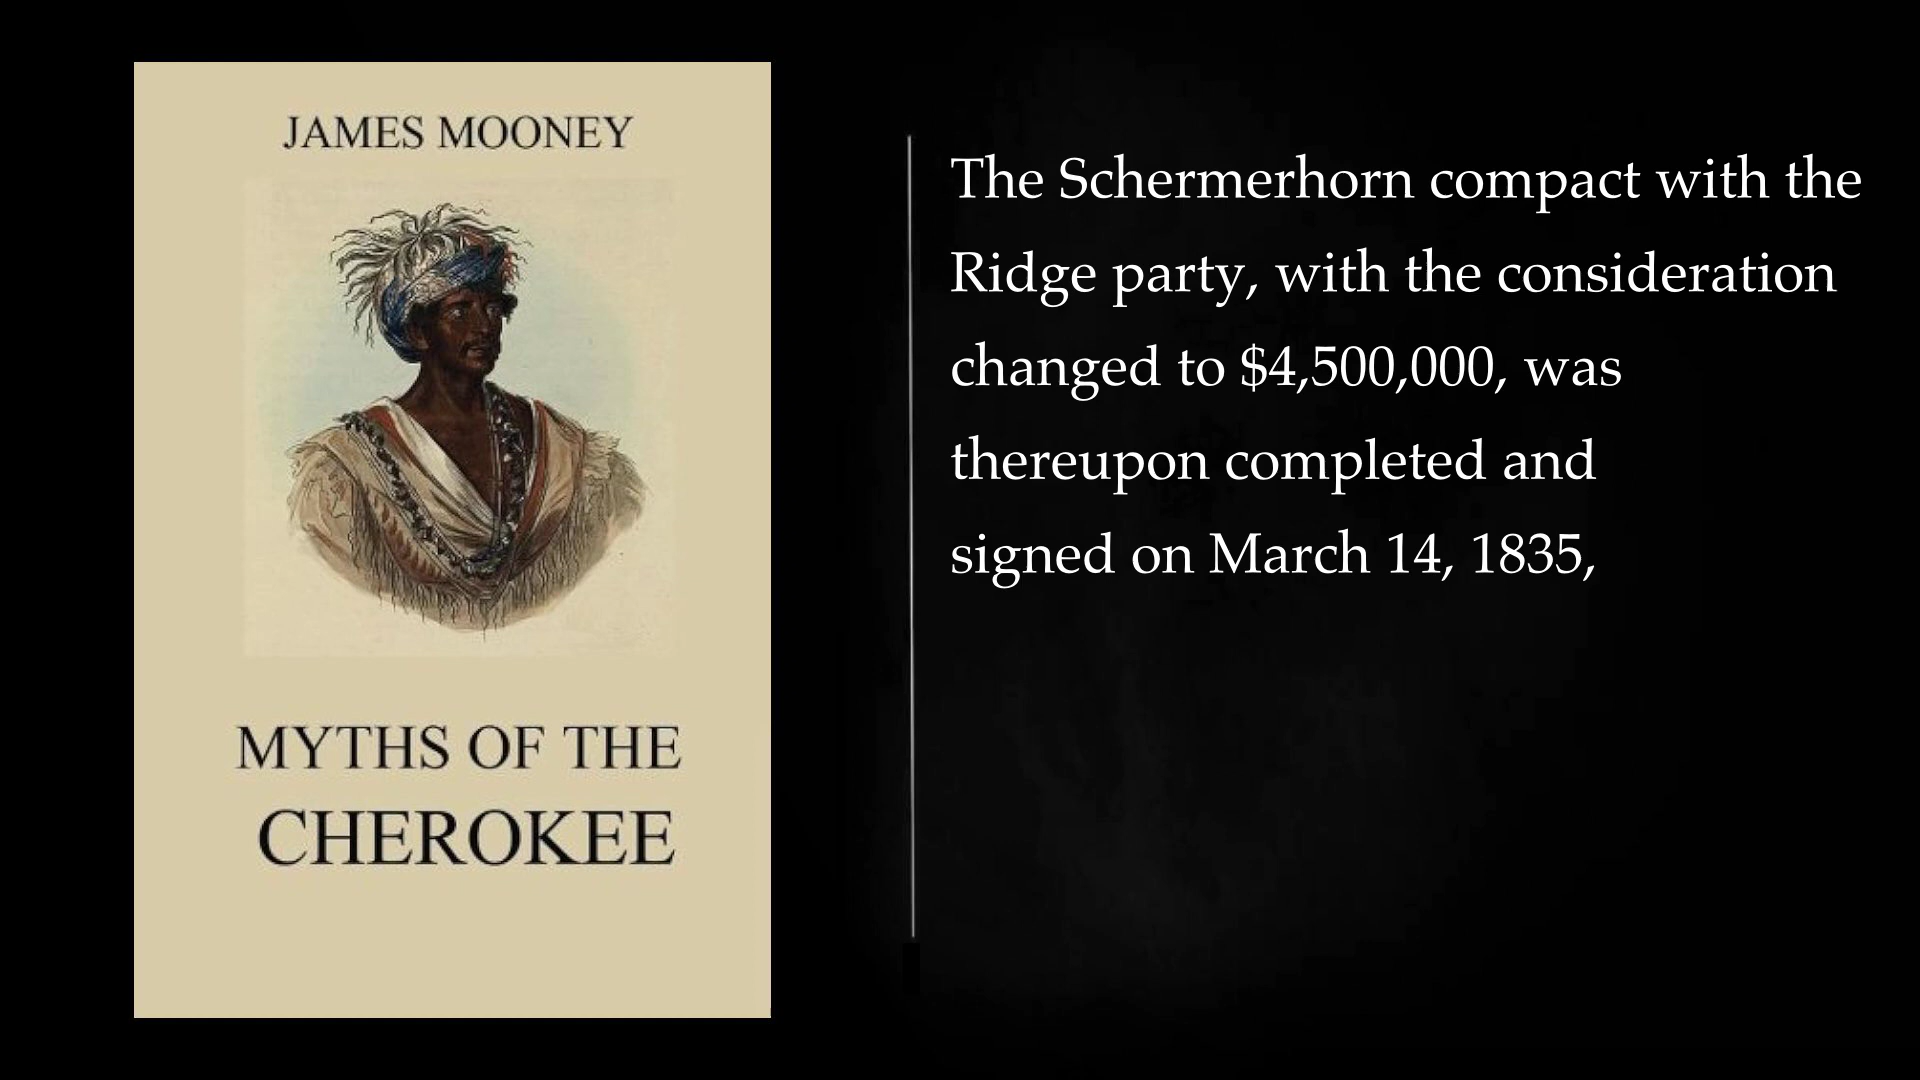 JAMES MOONEY
MYTHS OF THE
CHEROKEE
The Schermerhorn compact with the
Ridge party, with the consideration
changed to $4,500,000, was
thereupon completed and
signed on March 14, 1835,